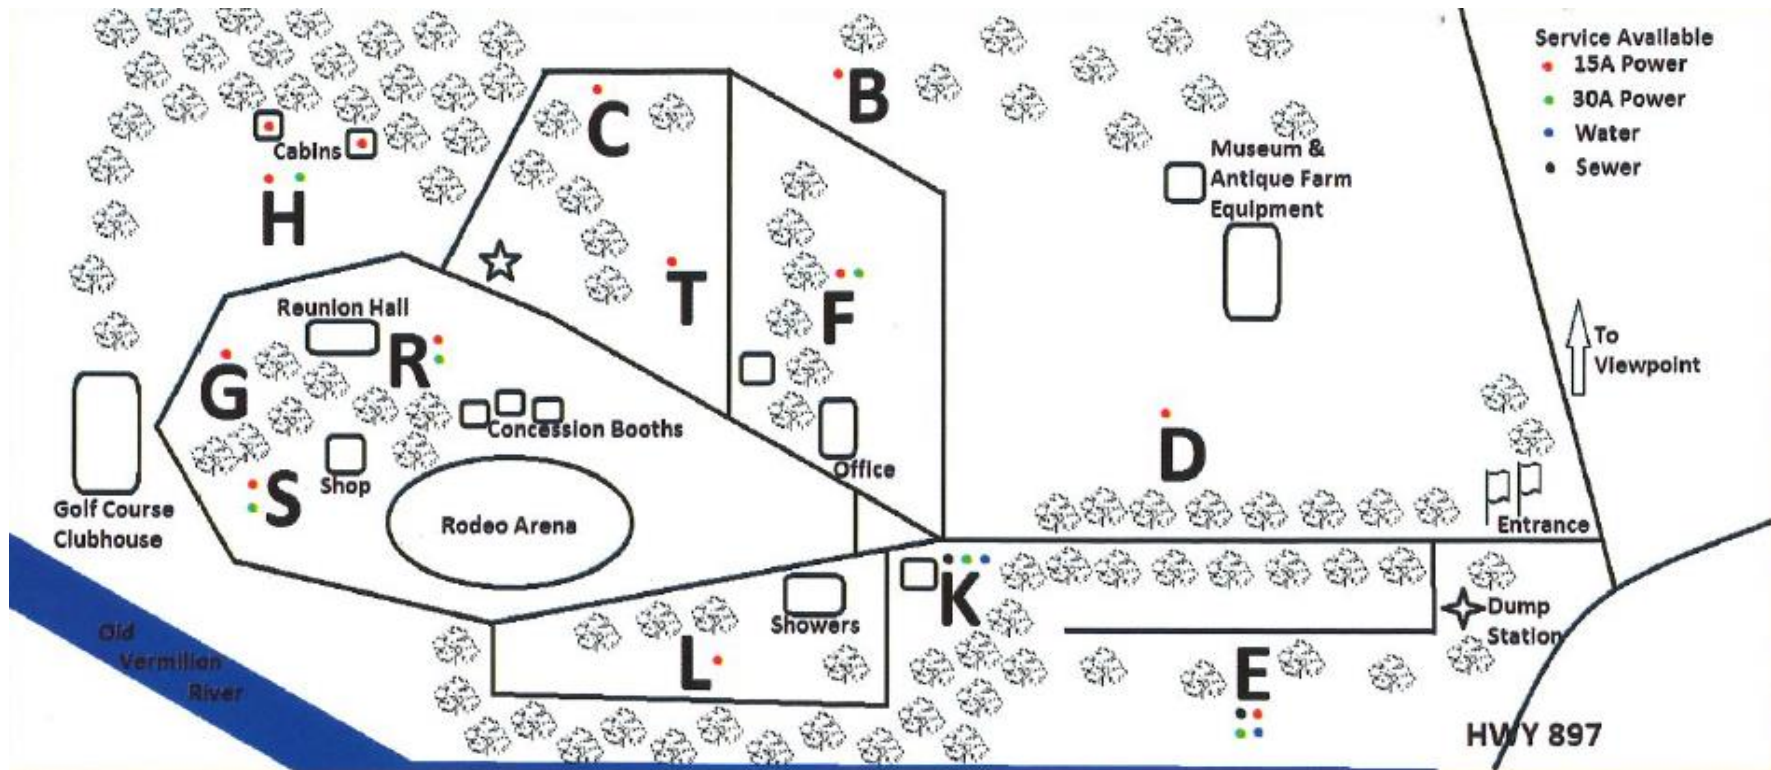 Service Available
15A Power
30A Power
Water
Sewer
B
C
Cabins
Museum &
Antique Farm
Equipment
H
T
F
Reunion Hall
R
G
To
Viewpoint
Concession Booths
D
Office
S
Shop
Rodeo Arena
Golf Course
Clubhouse
Entrance
K
Showers
Dump
Station
L
E
Old
Vermilion
River
HWY 897